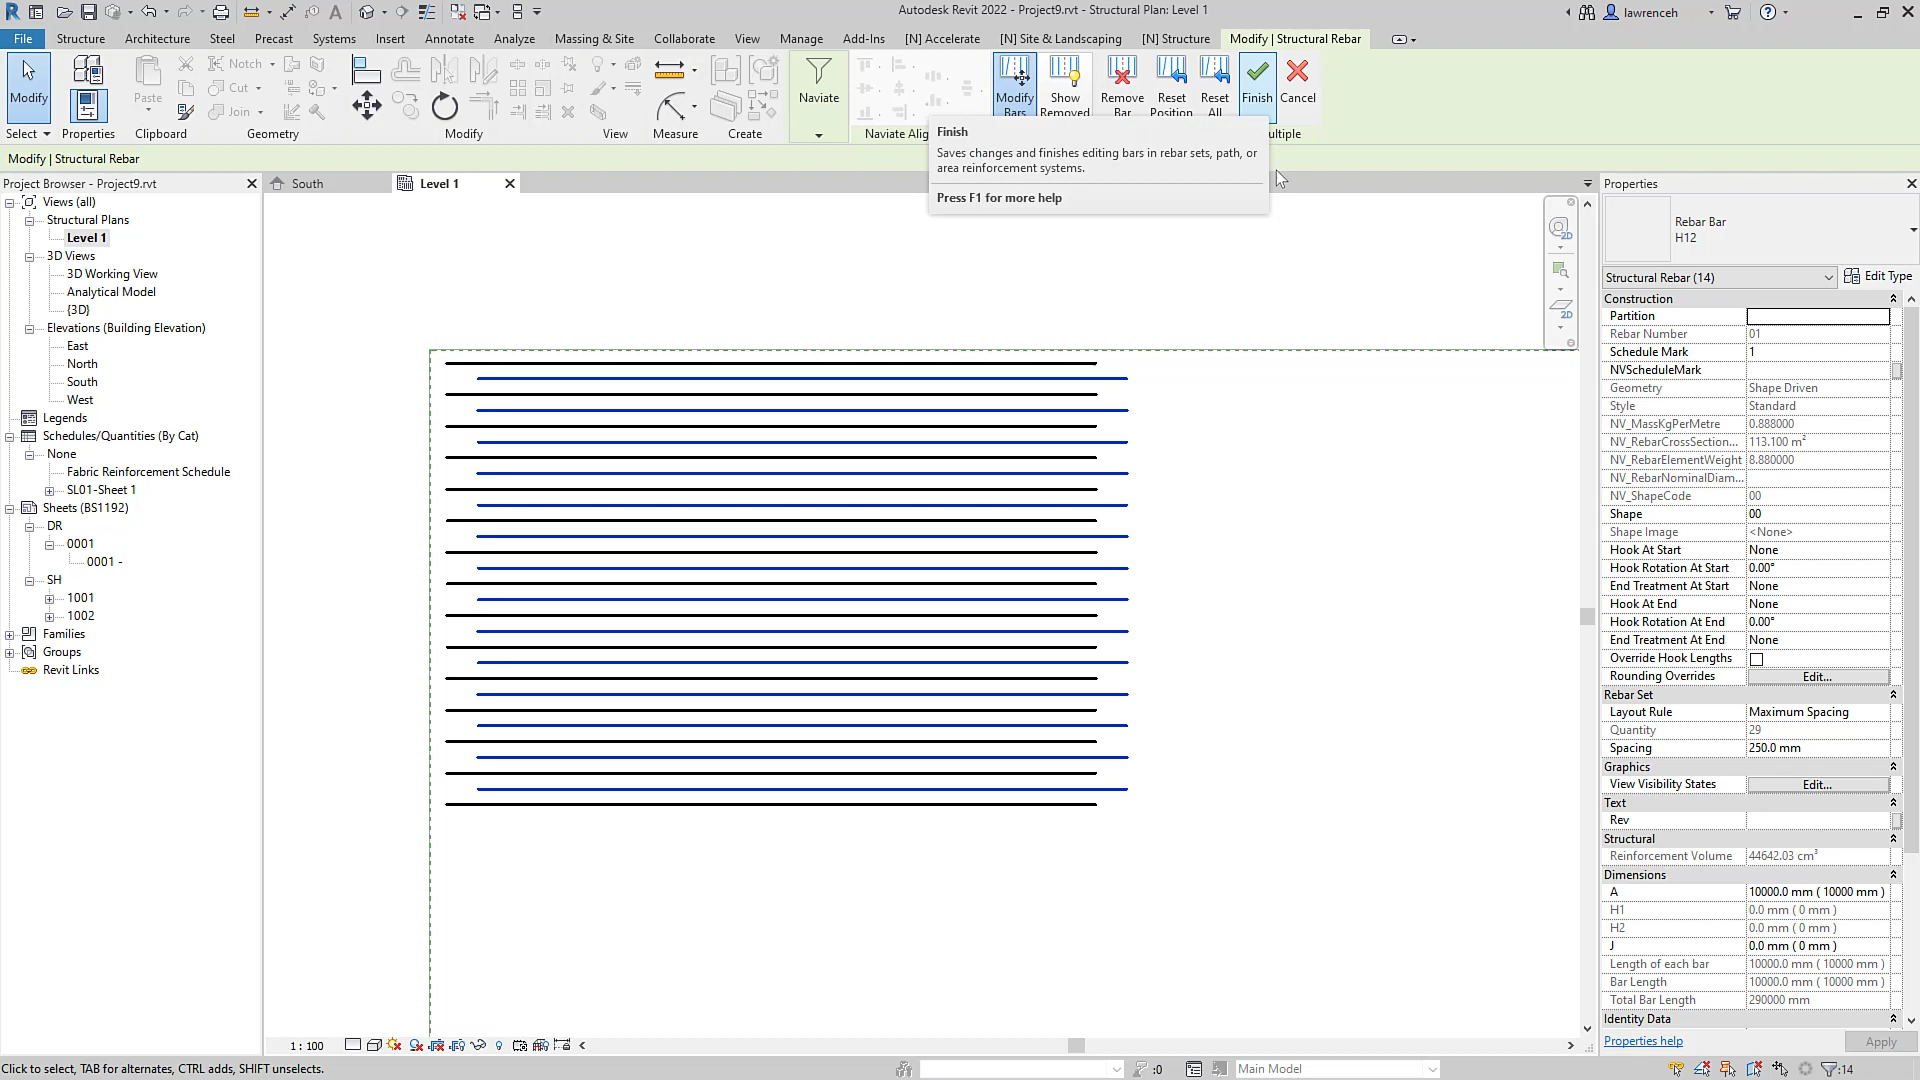 Autodesk Revit 2022 - Project9.rvt - Structural Plan: Level 1
lawrenceh
File
Structure
Architecture
Steel
Precast
Systems
Insert
Annotate
Analyze
Massing & Site
Collaborate
View
Manage
Add-Ins
[N] Accelerate
[N] Site & Landscaping
[N] Structure
Modify | Structural Rebar
Modify
Paste
Notch
Cut
Join
Naviate
Modify Bars
Show Removed
Remove Bar
Reset Position
Reset All
Finish
Cancel
Select
Properties
Clipboard
Geometry
Modify
View
Measure
Create
Naviate Alig
ultiple
Finish
Saves changes and finishes editing bars in rebar sets, path, or
area reinforcement systems.
Press F1 for more help
Modify | Structural Rebar
Project Browser - Project9.rvt
South
Level 1
Views (all)
Structural Plans
Level 1
3D Views
3D Working View
Analytical Model
{3D}
Elevations (Building Elevation)
East
North
South
West
Legends
Schedules/Quantities (By Cat)
None
Fabric Reinforcement Schedule
SL01-Sheet 1
Sheets (BS1192)
DR
0001
0001 -
SH
1001
1002
Families
Groups
Revit Links
2D
2D
Properties
Rebar Bar
H12
Structural Rebar (14)
Edit Type
Construction
Partition
Rebar Number 01
Schedule Mark 1
NVScheduleMark
Geometry Shape Driven
Style Standard
NV_MassKgPerMetre 0.888000
NV_RebarCrossSection... 113.100 m²
NV_RebarElementWeight 8.880000
NV_RebarNominalDiam...
NV_ShapeCode 00
Shape 00
Shape Image <None>
Hook At Start None
Hook Rotation At Start 0.00°
End Treatment At Start None
Hook At End None
Hook Rotation At End 0.00°
End Treatment At End None
Override Hook Lengths
Rounding Overrides Edit...
Rebar Set
Layout Rule Maximum Spacing
Quantity 29
Spacing 250.0 mm
Graphics
View Visibility States Edit...
Text
Rev
Structural
Reinforcement Volume 44642.03 cm³
Dimensions
A 10000.0 mm ( 10000 mm )
H1 0.0 mm ( 0 mm )
H2 0.0 mm ( 0 mm )
J 0.0 mm ( 0 mm )
Length of each bar 10000.0 mm ( 10000 mm )
Bar Length 10000.0 mm ( 10000 mm )
Total Bar Length 290000 mm
Identity Data
Properties help
Apply
1 : 100
Click to select, TAB for alternates, CTRL adds, SHIFT unselects.
:0
Main Model
:14